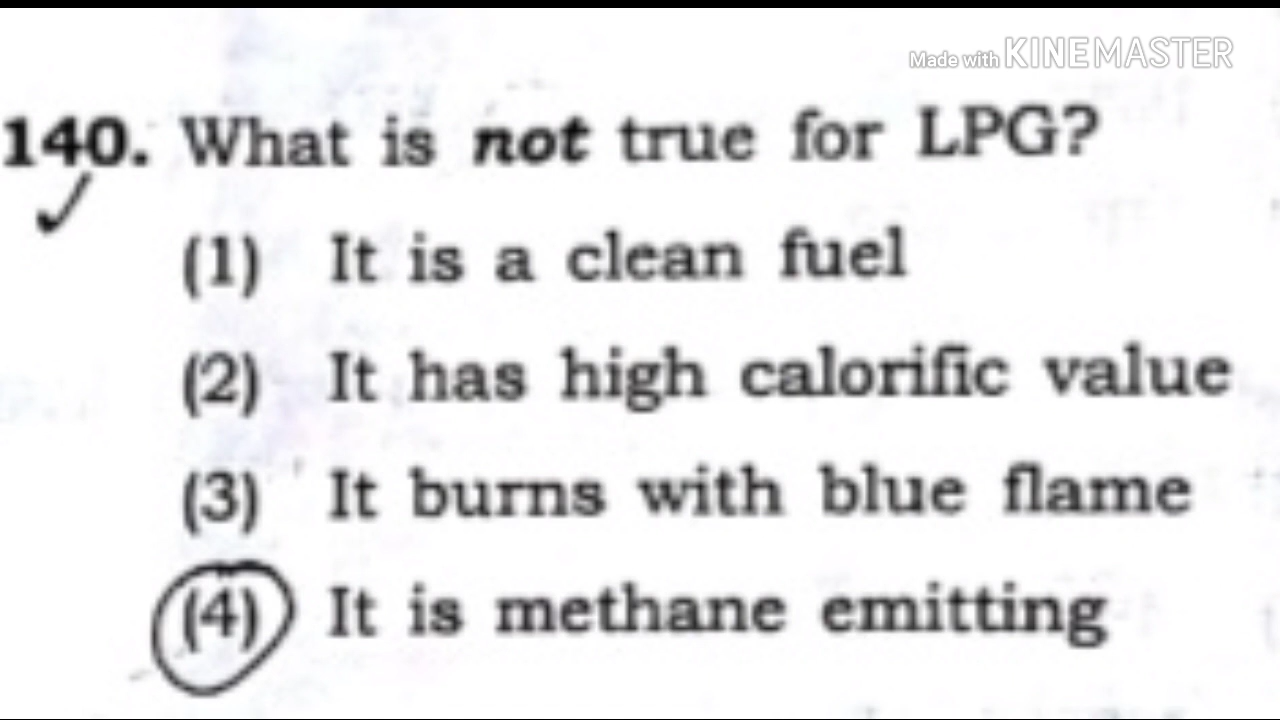 Made with KINEMASTER
140. What is not true for LPG?
(1) It is a clean fuel
(2) It has high calorific value
(3) It burns with blue flame
(4) It is methane emitting